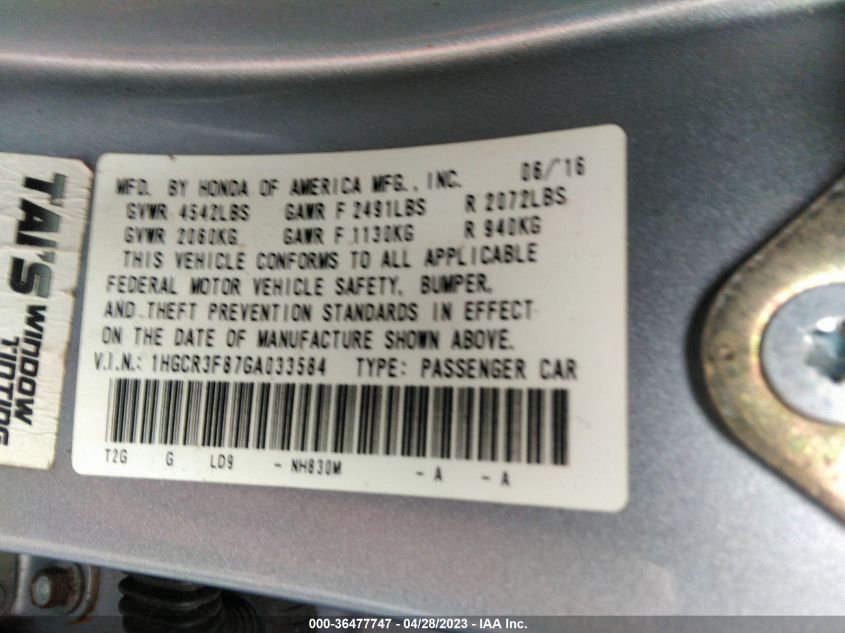 MFD. BY HONDA OF AMERICA MFG., INC. 06/'16
GVWR 4542LBS GAWR F 2491LBS R 2072LBS
GVWR 2060KG GAWR F 1130KG R 940KG
THIS VEHICLE CONFORMS TO ALL APPLICABLE
FEDERAL MOTOR VEHICLE SAFETY, BUMPER,
AND THEFT PREVENTION STANDARDS IN EFFECT
ON THE DATE OF MANUFACTURE SHOWN ABOVE.
V.I.N.: 1HGCR3F87GA033584 TYPE: PASSENGER CAR
T2G G LD9 - NH830M - A - A
TAI'S
WINDOW
TINTING
000-36477747 - 04/28/2023 - IAA Inc.